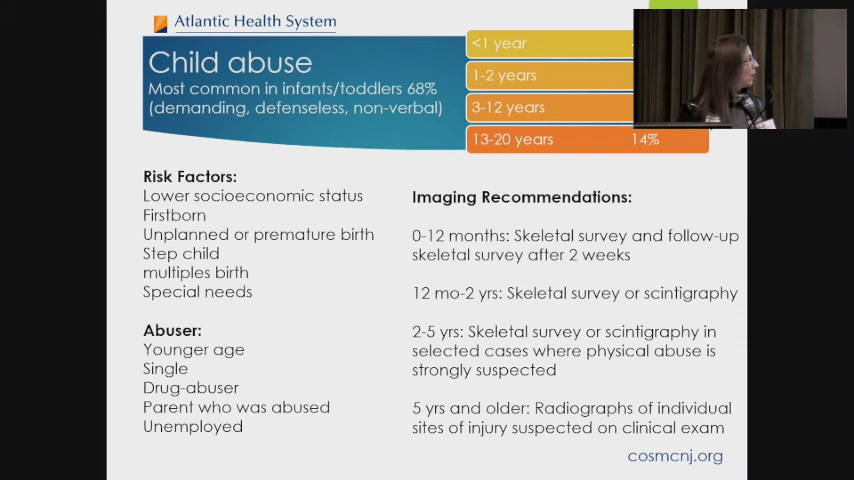 Atlantic Health System
Child abuse
Most common in infants/toddlers 68%
(demanding, defenseless, non-verbal)
<1 year
1-2 years
3-12 years
13-20 years 14%
Risk Factors:
Lower socioeconomic status
Firstborn
Unplanned or premature birth
Step child
multiples birth
Special needs
Abuser:
Younger age
Single
Drug-abuser
Parent who was abused
Unemployed
Imaging Recommendations:
0-12 months: Skeletal survey and follow-up
skeletal survey after 2 weeks
12 mo-2 yrs: Skeletal survey or scintigraphy
2-5 yrs: Skeletal survey or scintigraphy in
selected cases where physical abuse is
strongly suspected
5 yrs and older: Radiographs of individual
sites of injury suspected on clinical exam
cosmcnj.org